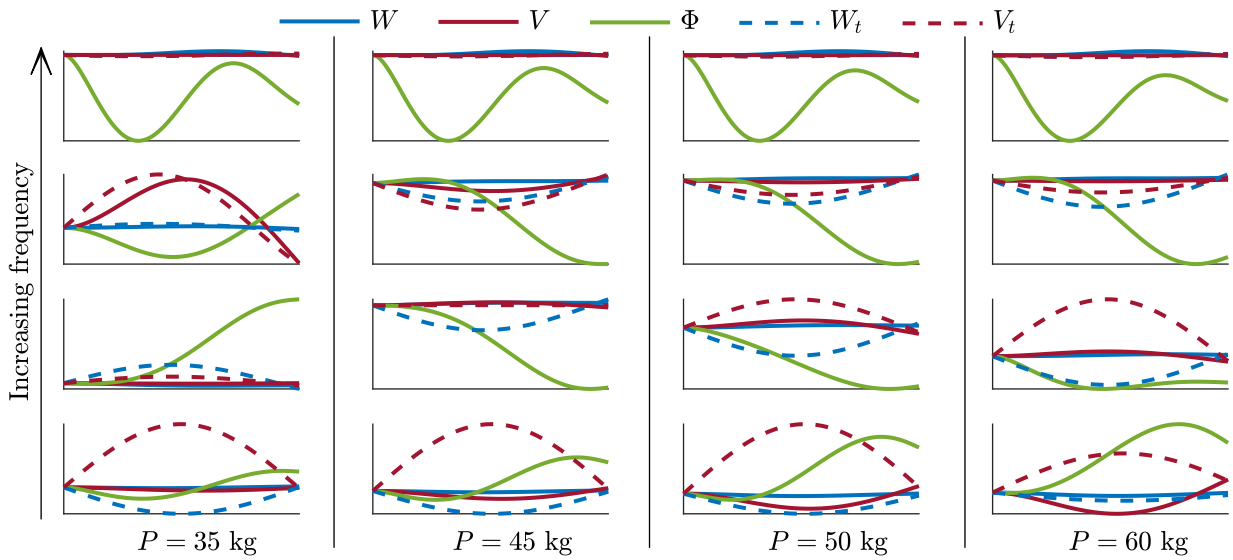 W V Φ W_t V_t
Increasing frequency
P = 35 kg P = 45 kg P = 50 kg P = 60 kg